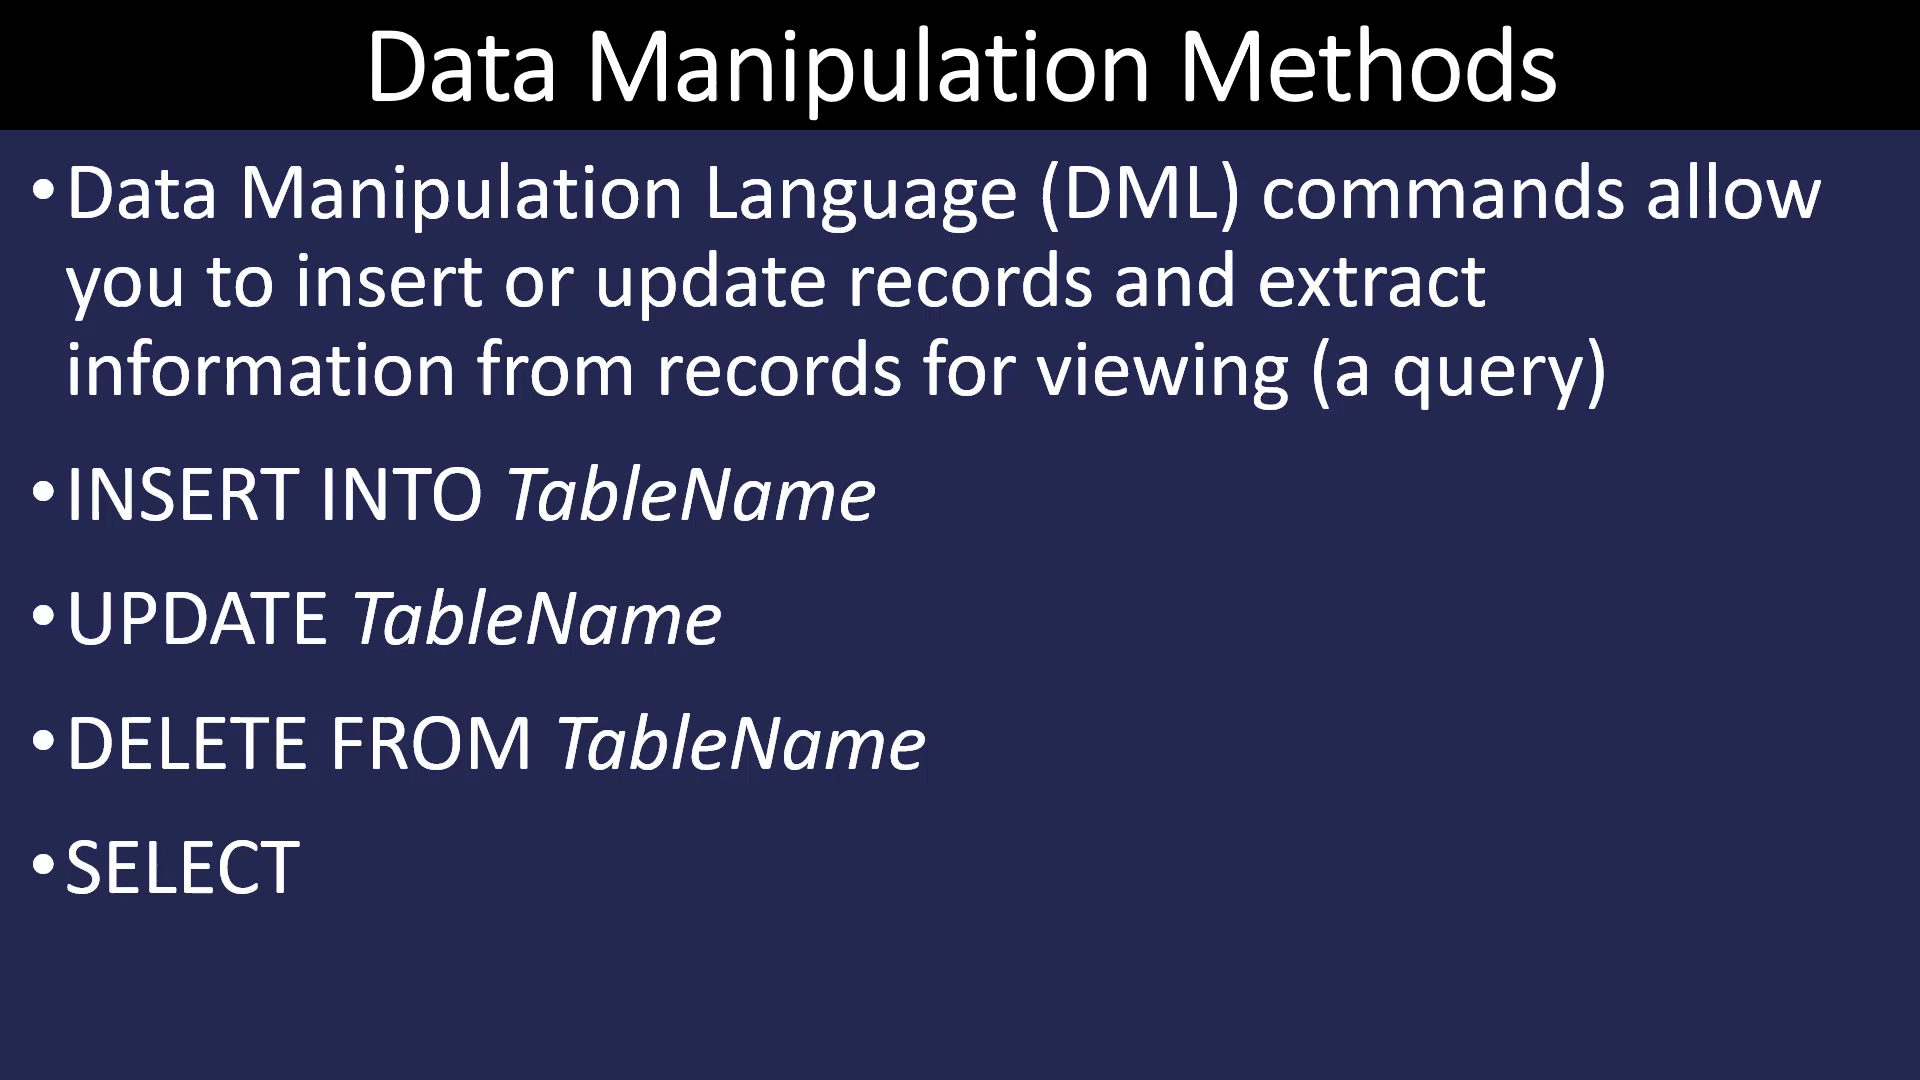 Data Manipulation Methods
•Data Manipulation Language (DML) commands allow
you to insert or update records and extract
information from records for viewing (a query)
•INSERT INTO TableName
•UPDATE TableName
•DELETE FROM TableName
•SELECT